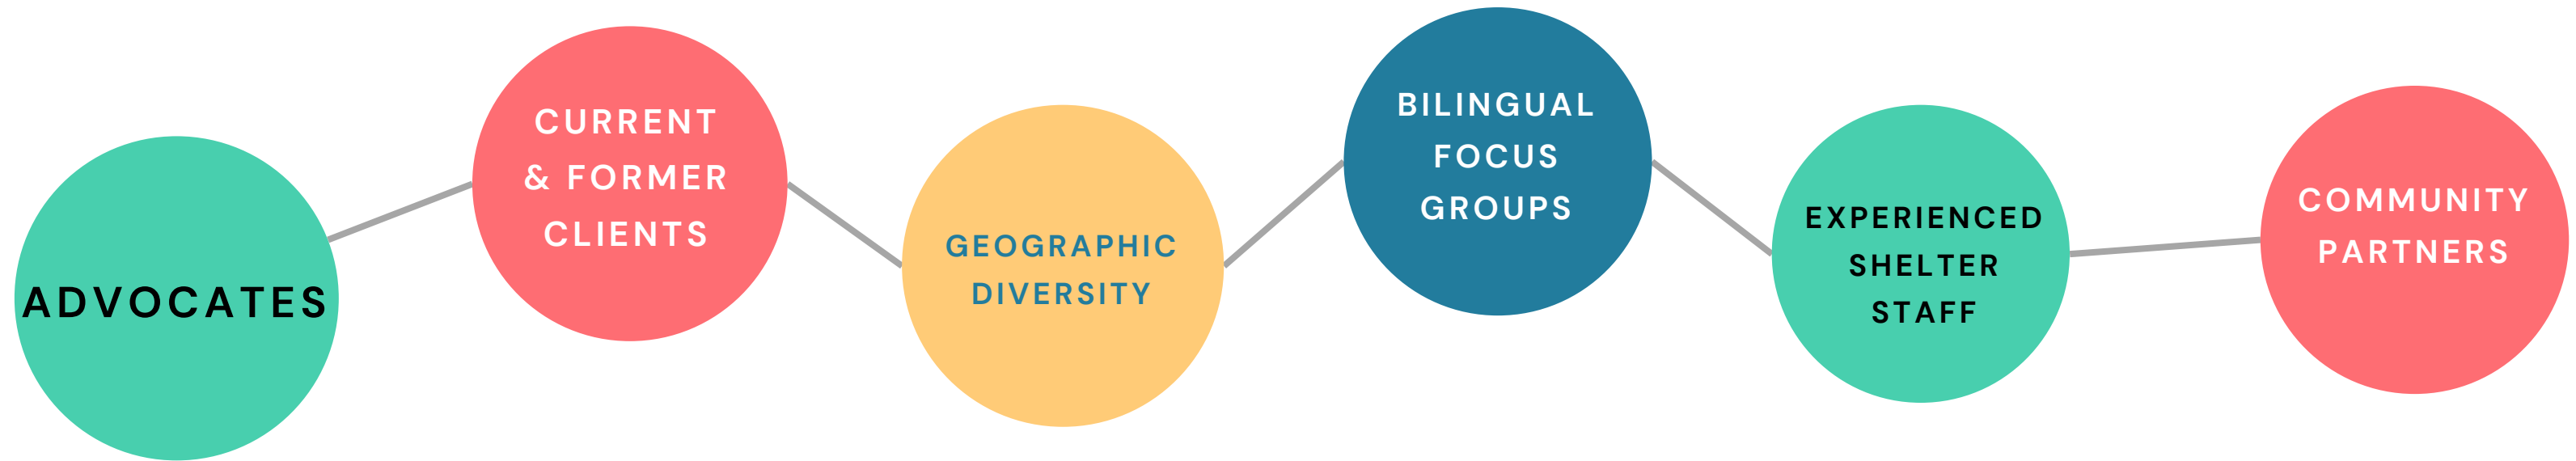 ADVOCATES
CURRENT
& FORMER
CLIENTS
GEOGRAPHIC
DIVERSITY
BILINGUAL
FOCUS
GROUPS
EXPERIENCED
SHELTER
STAFF
COMMUNITY
PARTNERS